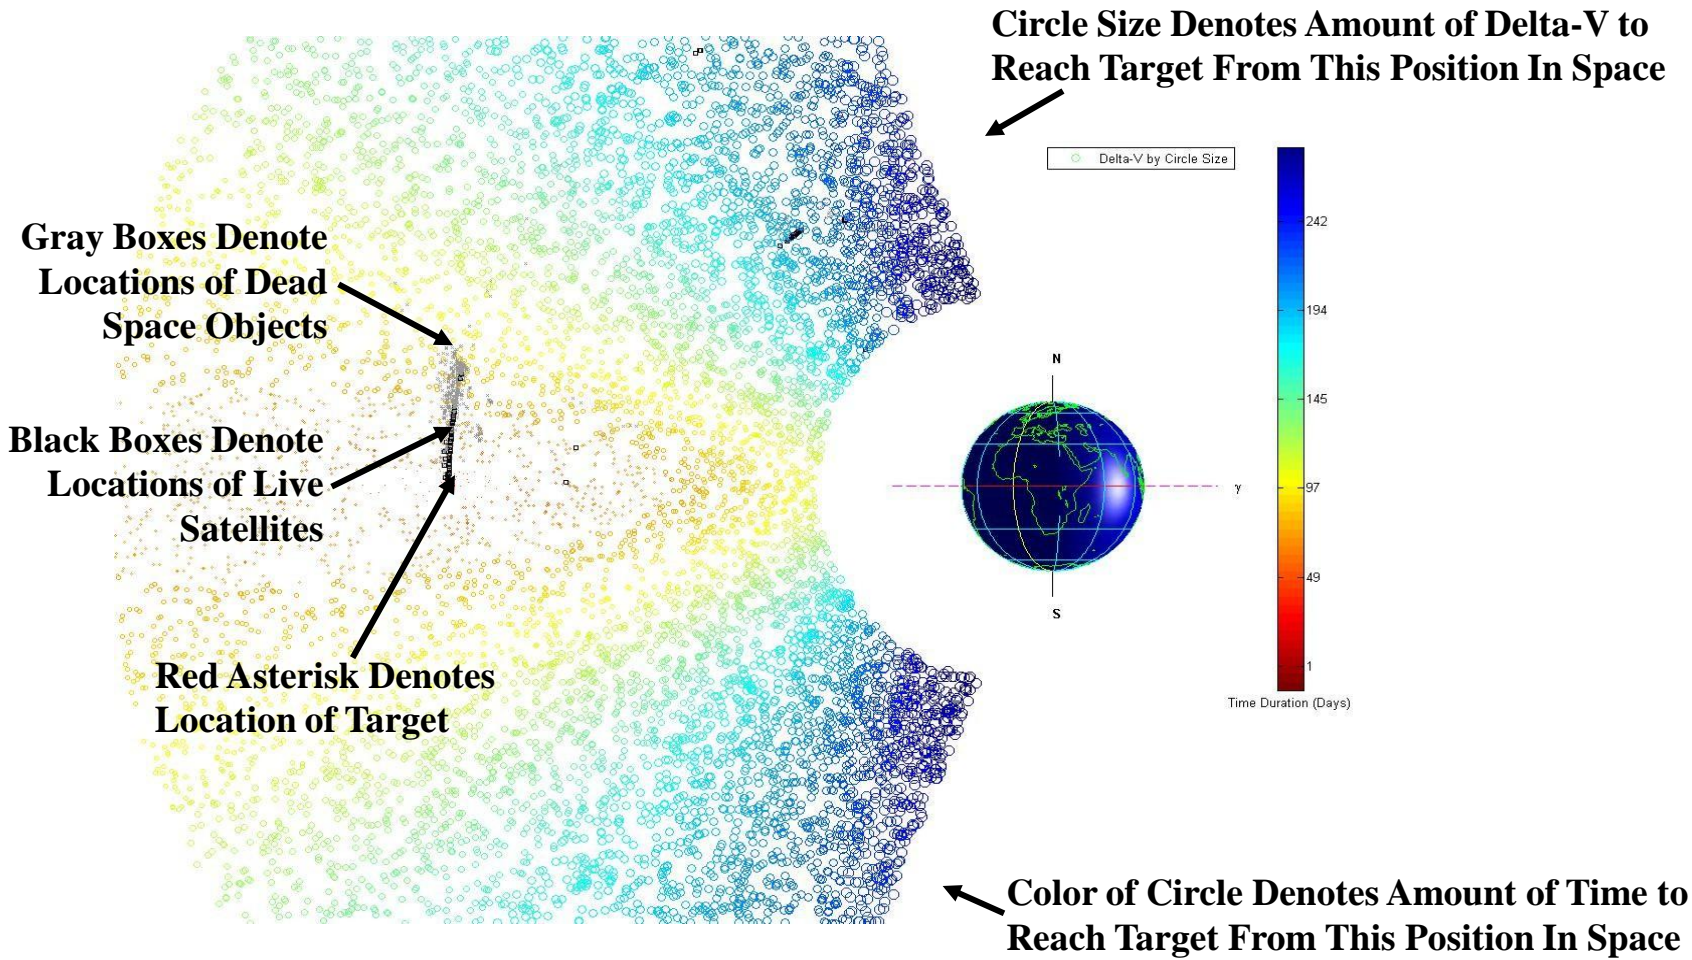 Circle Size Denotes Amount of Delta-V to
Reach Target From This Position In Space
Delta-V by Circle Size
Gray Boxes Denote
Locations of Dead
Space Objects
Black Boxes Denote
Locations of Live
Satellites
Red Asterisk Denotes
Location of Target
N
γ
S
242
194
145
97
49
1
Time Duration (Days)
Color of Circle Denotes Amount of Time to
Reach Target From This Position In Space